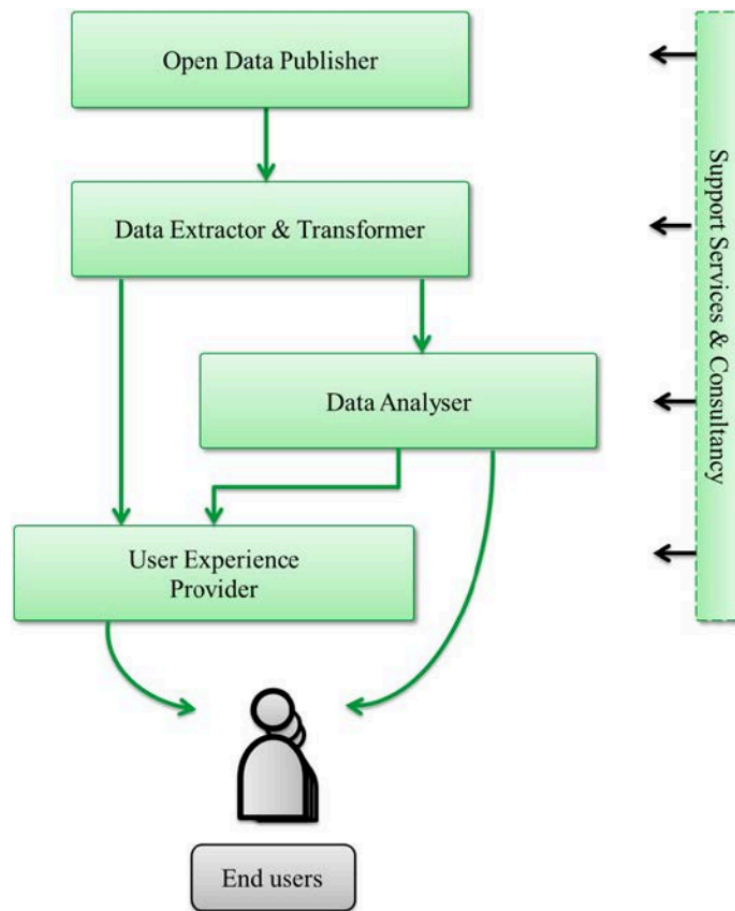 Open Data Publisher
Data Extractor & Transformer
Data Analyser
User Experience
Provider
End users
Support Services & Consultancy